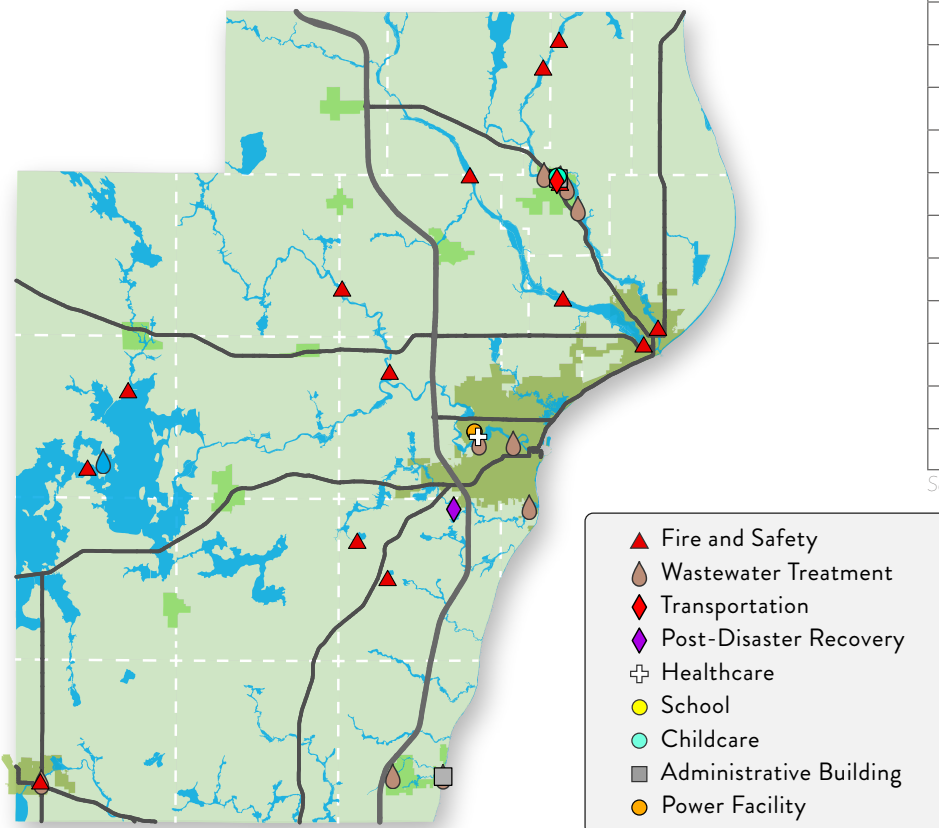 Fire and Safety
Wastewater Treatment
Transportation
Post-Disaster Recovery
Healthcare
School
Childcare
Administrative Building
Power Facility